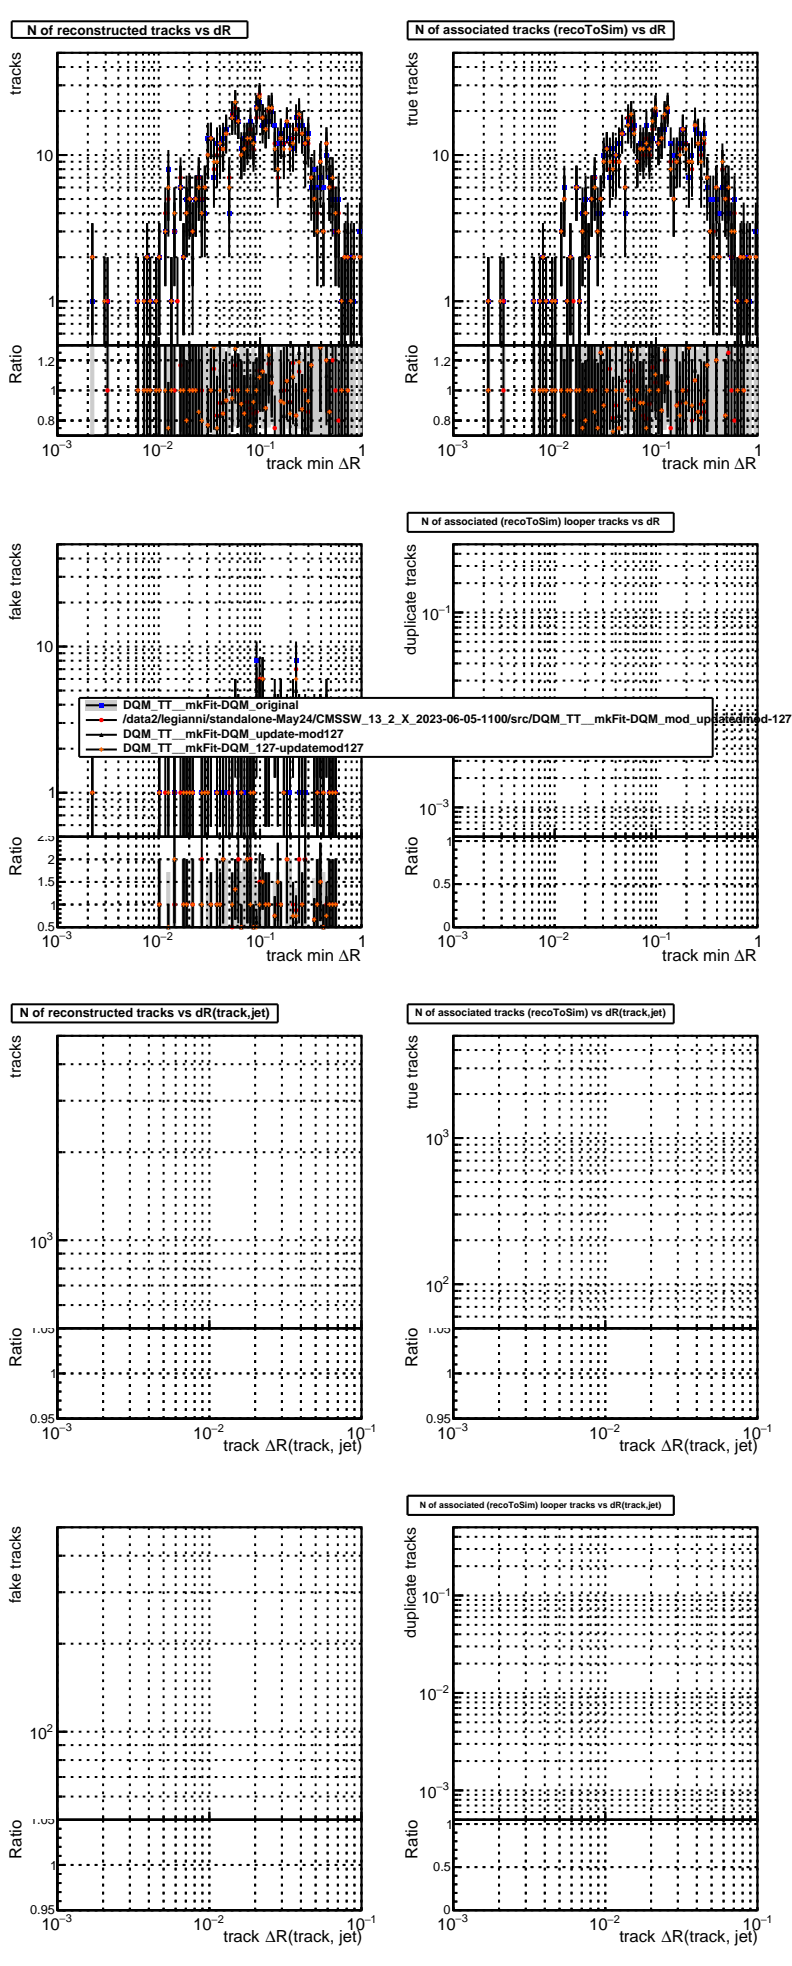 N of reconstructed tracks vs dR
N of associated tracks (recoToSim) vs dR
tracks
10
1
Ratio
1.2
1
0.8
10⁻³ 10⁻² 10⁻¹ 1
track min ΔR
true tracks
10
1
Ratio
1.2
1
0.8
10⁻³ 10⁻² 10⁻¹ 1
track min ΔR
N of associated (recoToSim) looper tracks vs dR
fake tracks
10
1
Ratio
2.5
2
1.5
1
0.5
10⁻³ 10⁻² 10⁻¹ 1
track min ΔR
duplicate tracks
10⁻¹
10⁻³
Ratio
1
0.5
0
10⁻³ 10⁻² 10⁻¹ 1
track min ΔR
DQM_TT__mkFit-DQM_original
/data2/legianni/standalone-May24/CMSSW_13_2_X_2023-06-05-1100/src/DQM_TT__mkFit-DQM_mod_updatedmod-127
DQM_TT__mkFit-DQM_update-mod127
DQM_TT__mkFit-DQM_127-updatemod127
N of reconstructed tracks vs dR(track,jet)
N of associated tracks (recoToSim) vs dR(track,jet)
tracks
10³
Ratio
1.05
1
0.95
10⁻³ 10⁻² 10⁻¹
track ΔR(track, jet)
true tracks
10³
10²
Ratio
1.05
1
0.95
10⁻³ 10⁻² 10⁻¹
track ΔR(track, jet)
N of associated (recoToSim) looper tracks vs dR(track,jet)
fake tracks
10²
Ratio
1.05
1
0.95
10⁻³ 10⁻² 10⁻¹
track ΔR(track, jet)
duplicate tracks
10⁻¹
10⁻²
10⁻³
Ratio
1
0.5
0
10⁻³ 10⁻² 10⁻¹
track ΔR(track, jet)